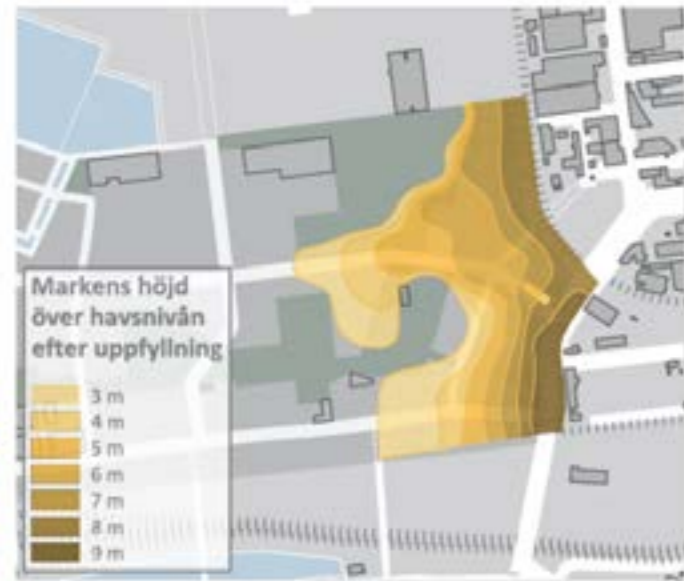 Markens höjd
över havsnivån
efter uppfyllning
3 m
4 m
5 m
6 m
7 m
8 m
9 m